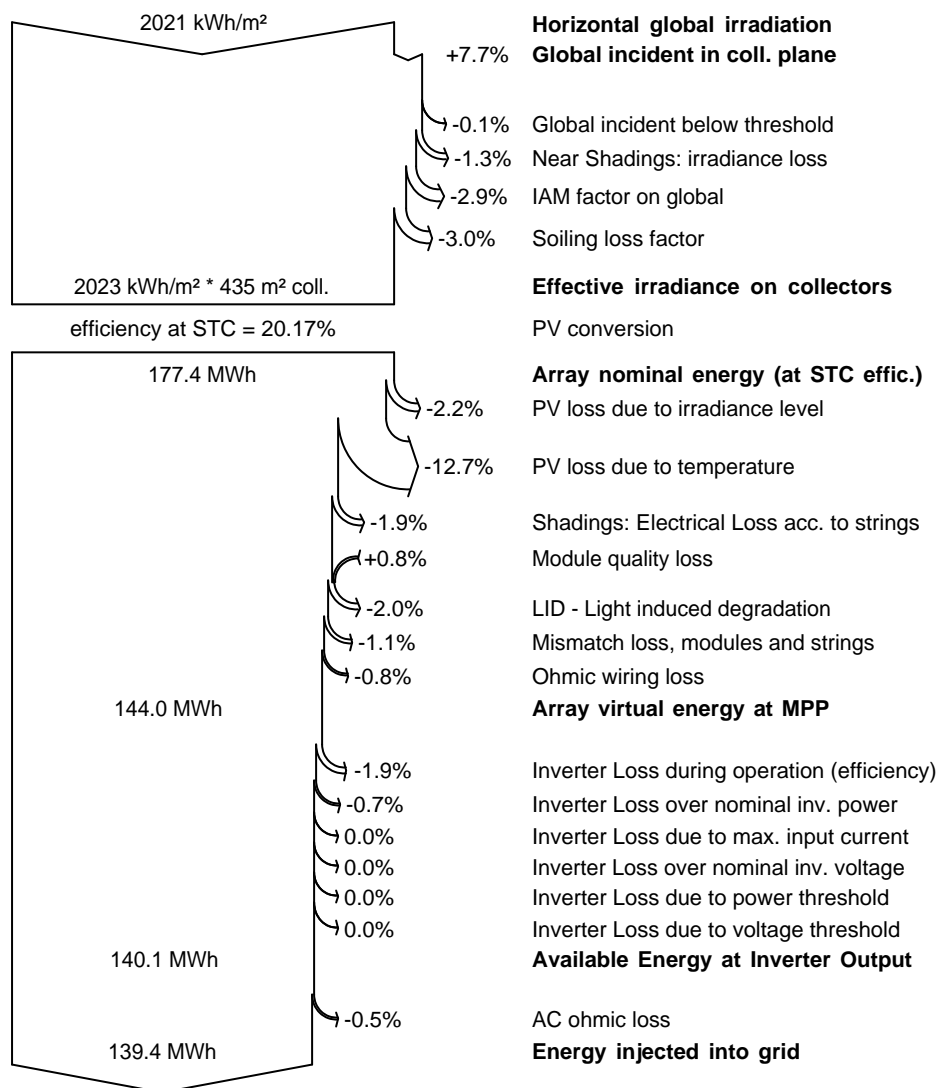 2021 kWh/m² Horizontal global irradiation
+7.7% Global incident in coll. plane
-0.1% Global incident below threshold
-1.3% Near Shadings: irradiance loss
-2.9% IAM factor on global
-3.0% Soiling loss factor
2023 kWh/m² * 435 m² coll. Effective irradiance on collectors
efficiency at STC = 20.17% PV conversion
177.4 MWh Array nominal energy (at STC effic.)
-2.2% PV loss due to irradiance level
-12.7% PV loss due to temperature
-1.9% Shadings: Electrical Loss acc. to strings
+0.8% Module quality loss
-2.0% LID - Light induced degradation
-1.1% Mismatch loss, modules and strings
-0.8% Ohmic wiring loss
144.0 MWh Array virtual energy at MPP
-1.9% Inverter Loss during operation (efficiency)
-0.7% Inverter Loss over nominal inv. power
0.0% Inverter Loss due to max. input current
0.0% Inverter Loss over nominal inv. voltage
0.0% Inverter Loss due to power threshold
0.0% Inverter Loss due to voltage threshold
140.1 MWh Available Energy at Inverter Output
-0.5% AC ohmic loss
139.4 MWh Energy injected into grid